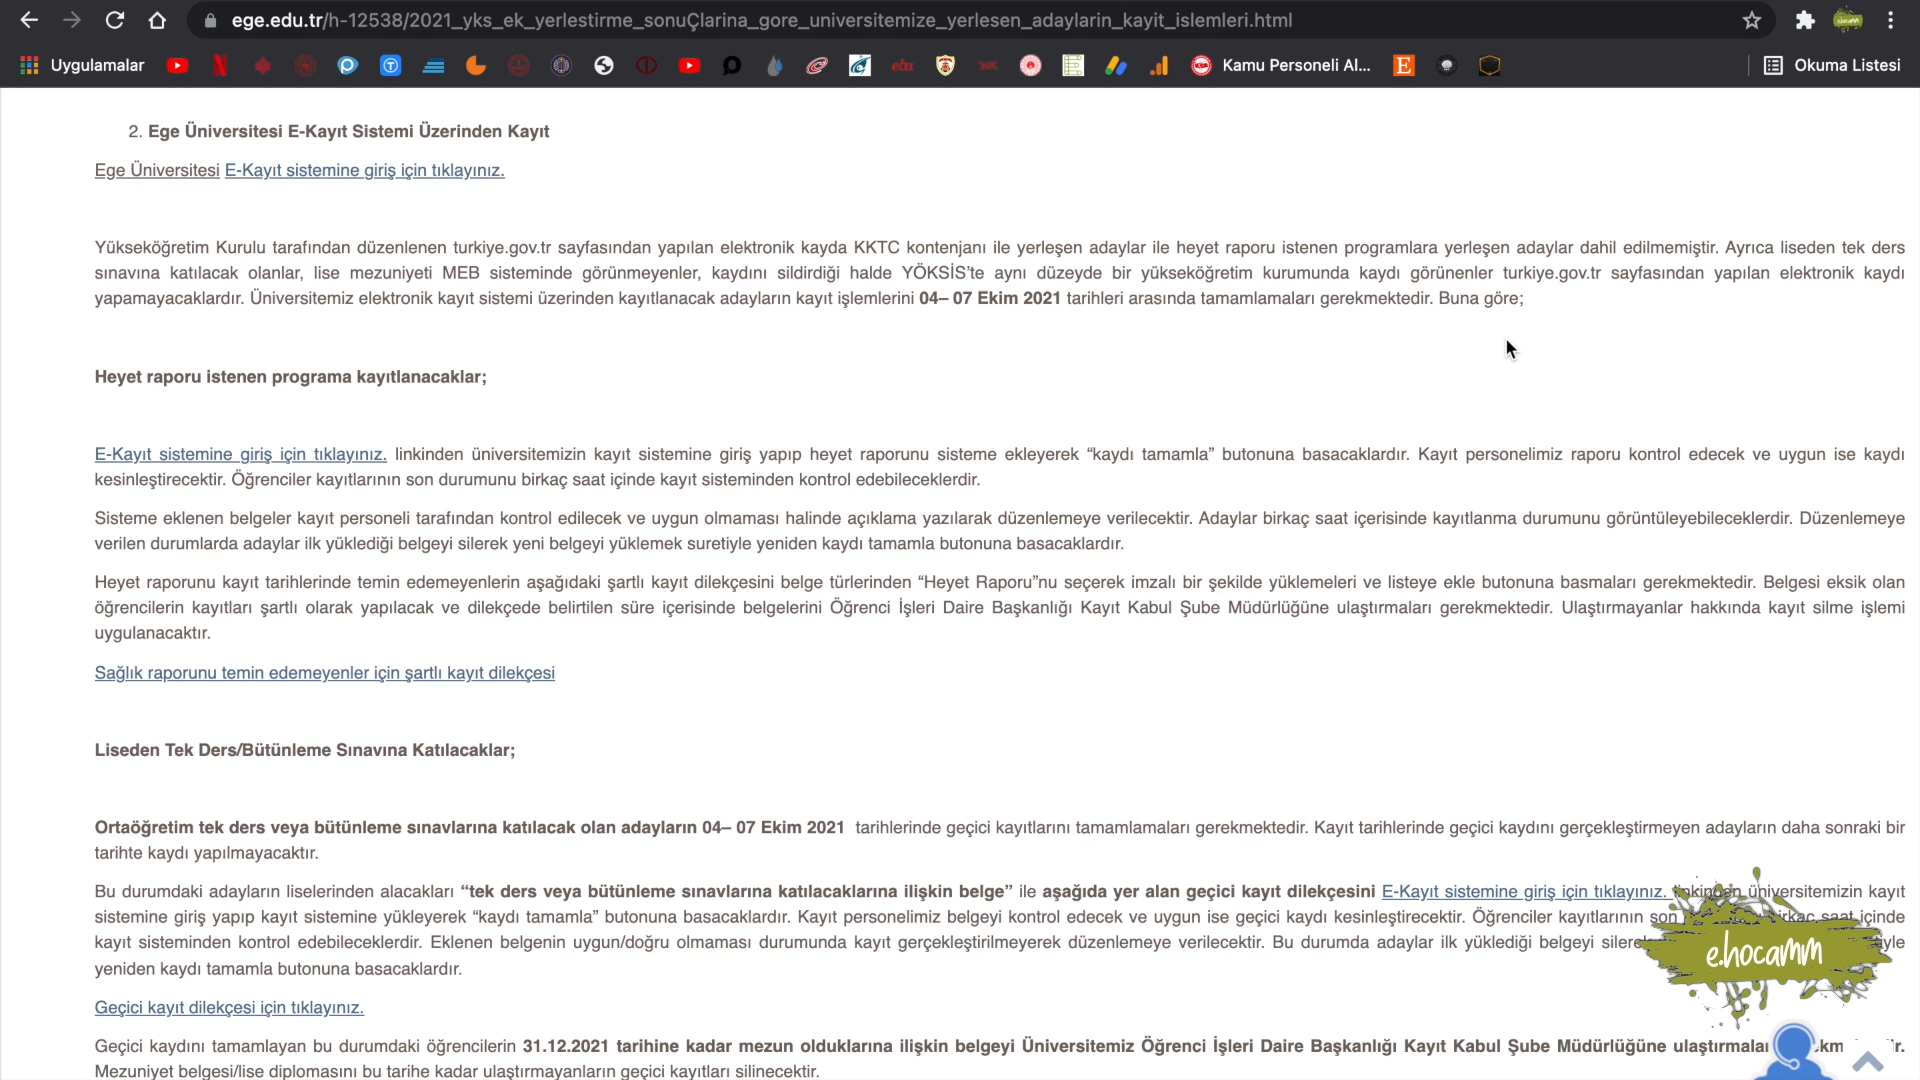 ege.edu.tr/h-12538/2021_yks_ek_yerlestirme_sonuÇlarina_gore_universitemize_yerlesen_adaylarin_kayit_islemleri.html
Uygulamalar
eba
Kamu Personeli Al...
E
Okuma Listesi
2. Ege Üniversitesi E-Kayıt Sistemi Üzerinden Kayıt
Ege Üniversitesi E-Kayıt sistemine giriş için tıklayınız.
Yükseköğretim Kurulu tarafından düzenlenen turkiye.gov.tr sayfasından yapılan elektronik kayda KKTC kontenjanı ile yerleşen adaylar ile heyet raporu istenen programlara yerleşen adaylar dahil edilmemiştir. Ayrıca liseden tek ders
sınavına katılacak olanlar, lise mezuniyeti MEB sisteminde görünmeyenler, kaydını sildirdiği halde YÖKSİS'te aynı düzeyde bir yükseköğretim kurumunda kaydı görünenler turkiye.gov.tr sayfasından yapılan elektronik kaydı
yapamayacaklardır. Üniversitemiz elektronik kayıt sistemi üzerinden kayıtlanacak adayların kayıt işlemlerini 04– 07 Ekim 2021 tarihleri arasında tamamlamaları gerekmektedir. Buna göre;
Heyet raporu istenen programa kayıtlanacaklar;
E-Kayıt sistemine giriş için tıklayınız. linkinden üniversitemizin kayıt sistemine giriş yapıp heyet raporunu sisteme ekleyerek “kaydı tamamla” butonuna basacaklardır. Kayıt personelimiz raporu kontrol edecek ve uygun ise kaydı
kesinleştirecektir. Öğrenciler kayıtlarının son durumunu birkaç saat içinde kayıt sisteminden kontrol edebileceklerdir.
Sisteme eklenen belgeler kayıt personeli tarafından kontrol edilecek ve uygun olmaması halinde açıklama yazılarak düzenlemeye verilecektir. Adaylar birkaç saat içerisinde kayıtlanma durumunu görüntüleyebileceklerdir. Düzenlemeye
verilen durumlarda adaylar ilk yüklediği belgeyi silerek yeni belgeyi yüklemek suretiyle yeniden kaydı tamamla butonuna basacaklardır.
Heyet raporunu kayıt tarihlerinde temin edemeyenlerin aşağıdaki şartlı kayıt dilekçesini belge türlerinden “Heyet Raporu”nu seçerek imzalı bir şekilde yüklemeleri ve listeye ekle butonuna basmaları gerekmektedir. Belgesi eksik olan
öğrencilerin kayıtları şartlı olarak yapılacak ve dilekçede belirtilen süre içerisinde belgelerini Öğrenci İşleri Daire Başkanlığı Kayıt Kabul Şube Müdürlüğüne ulaştırmaları gerekmektedir. Ulaştırmayanlar hakkında kayıt silme işlemi
uygulanacaktır.
Sağlık raporunu temin edemeyenler için şartlı kayıt dilekçesi
Liseden Tek Ders/Bütünleme Sınavına Katılacaklar;
Ortaöğretim tek ders veya bütünleme sınavlarına katılacak olan adayların 04– 07 Ekim 2021 tarihlerinde geçici kayıtlarını tamamlamaları gerekmektedir. Kayıt tarihlerinde geçici kaydını gerçekleştirmeyen adayların daha sonraki bir
tarihte kaydı yapılmayacaktır.
Bu durumdaki adayların liselerinden alacakları “tek ders veya bütünleme sınavlarına katılacaklarına ilişkin belge” ile aşağıda yer alan geçici kayıt dilekçesini E-Kayıt sistemine giriş için tıklayınız. linkinden üniversitemizin kayıt
sistemine giriş yapıp kayıt sistemine yükleyerek “kaydı tamamla” butonuna basacaklardır. Kayıt personelimiz belgeyi kontrol edecek ve uygun ise geçici kaydı kesinleştirecektir. Öğrenciler kayıtlarının son saat içinde
kayıt sisteminden kontrol edebileceklerdir. Eklenen belgenin uygun/doğru olmaması durumunda kayıt gerçekleştirilmeyerek düzenlemeye verilecektir. Bu durumda adaylar ilk yüklediği belgeyi
yeniden kaydı tamamla butonuna basacaklardır.
e.hocamm
Geçici kayıt dilekçesi için tıklayınız.
Geçici kaydını tamamlayan bu durumdaki öğrencilerin 31.12.2021 tarihine kadar mezun olduklarına ilişkin belgeyi Üniversitemiz Öğrenci İşleri Daire Başkanlığı Kayıt Kabul Şube Müdürlüğüne
Mezuniyet belgesi/lise diplomasını bu tarihe kadar ulaştırmayanların geçici kayıtları silinecektir.